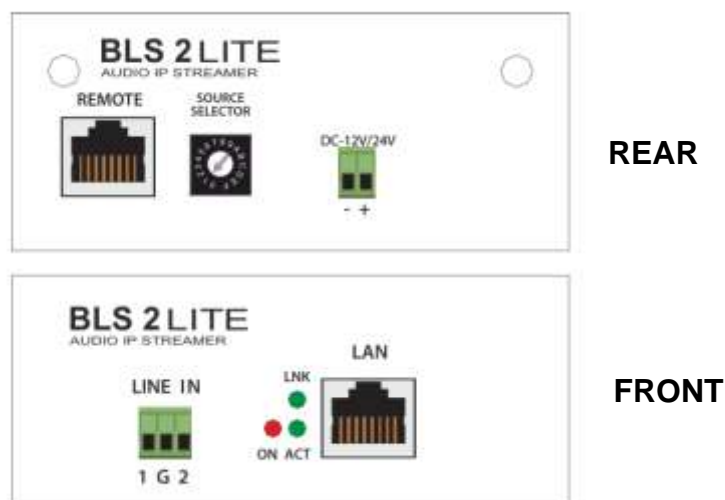 BLS 2 LITE
AUDIO IP STREAMER
REMOTE
SOURCE
SELECTOR
DC-12V/24V
- +
REAR
BLS 2 LITE
AUDIO IP STREAMER
LAN
LINE IN
LNK
ON ACT
1 G 2
FRONT